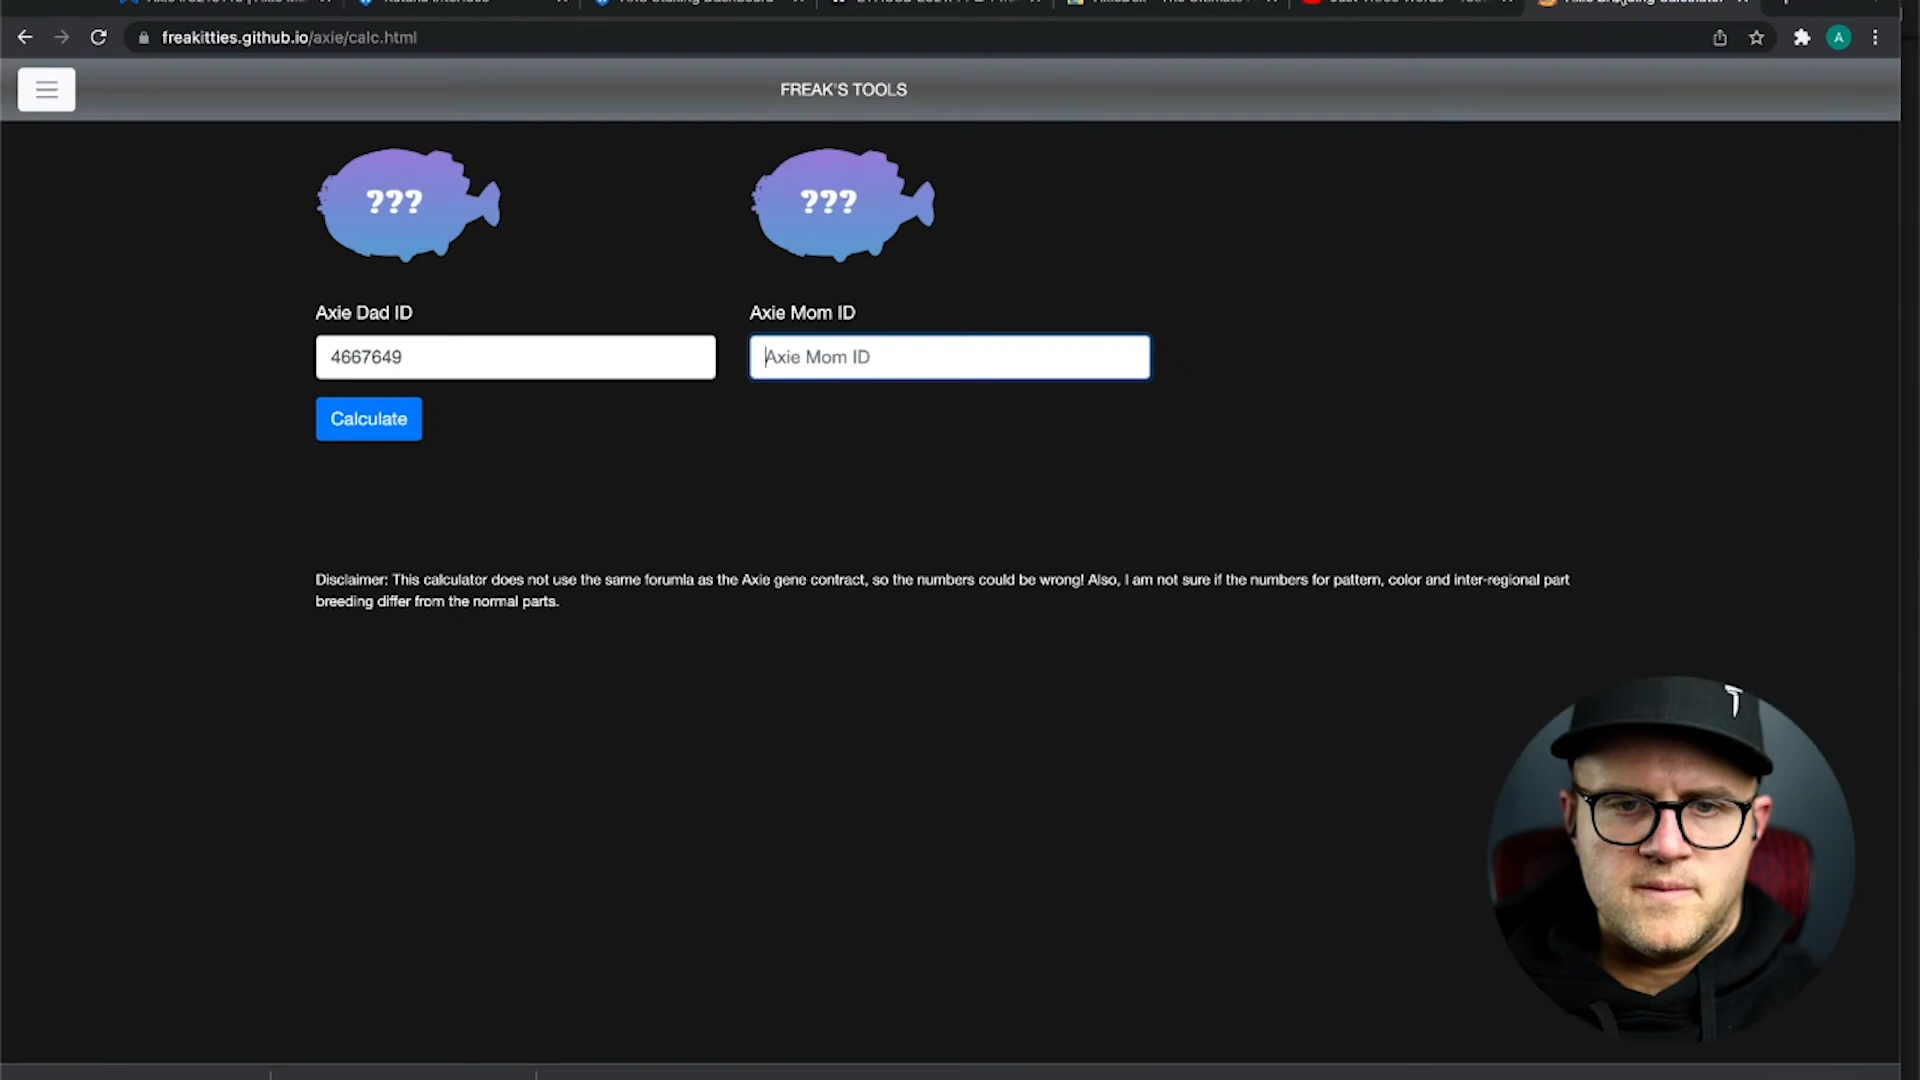 freakitties.github.io/axie/calc.html
A
FREAK'S TOOLS
???
???
Axie Dad ID
Axie Mom ID
4667649
Axie Mom ID
Calculate
Disclaimer: This calculator does not use the same forumla as the Axie gene contract, so the numbers could be wrong! Also, I am not sure if the numbers for pattern, color and inter-regional part
breeding differ from the normal parts.